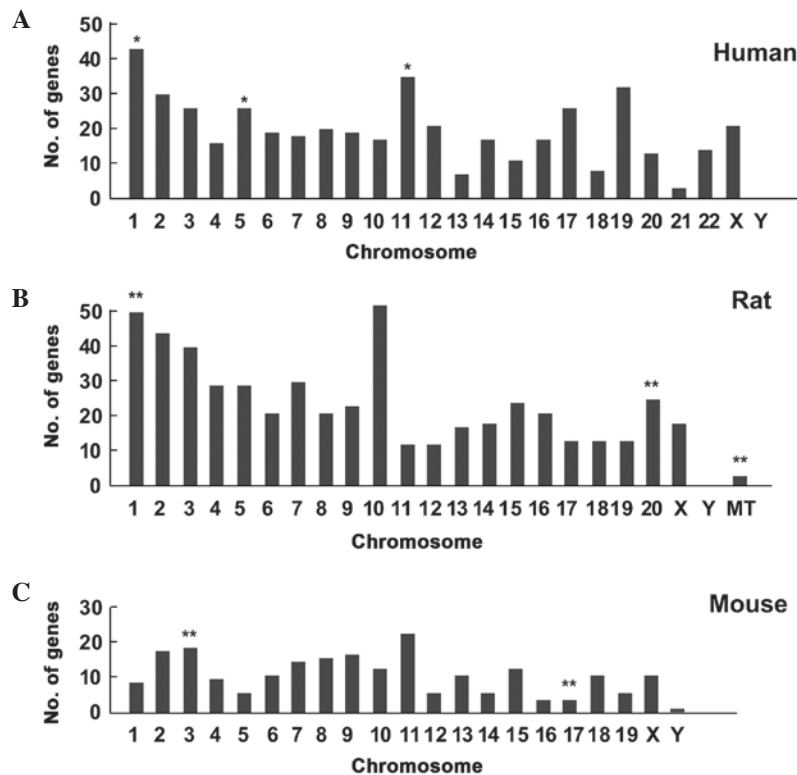 A
Human
No. of genes
50
40
30
20
10
0
* * *
1 2 3 4 5 6 7 8 9 10 11 12 13 14 15 16 17 18 19 20 21 22 X Y
Chromosome
B
Rat
No. of genes
50
40
30
20
10
0
** ** **
1 2 3 4 5 6 7 8 9 10 11 12 13 14 15 16 17 18 19 20 X Y MT
Chromosome
C
Mouse
No. of genes
30
20
10
0
** **
1 2 3 4 5 6 7 8 9 10 11 12 13 14 15 16 17 18 19 X Y
Chromosome